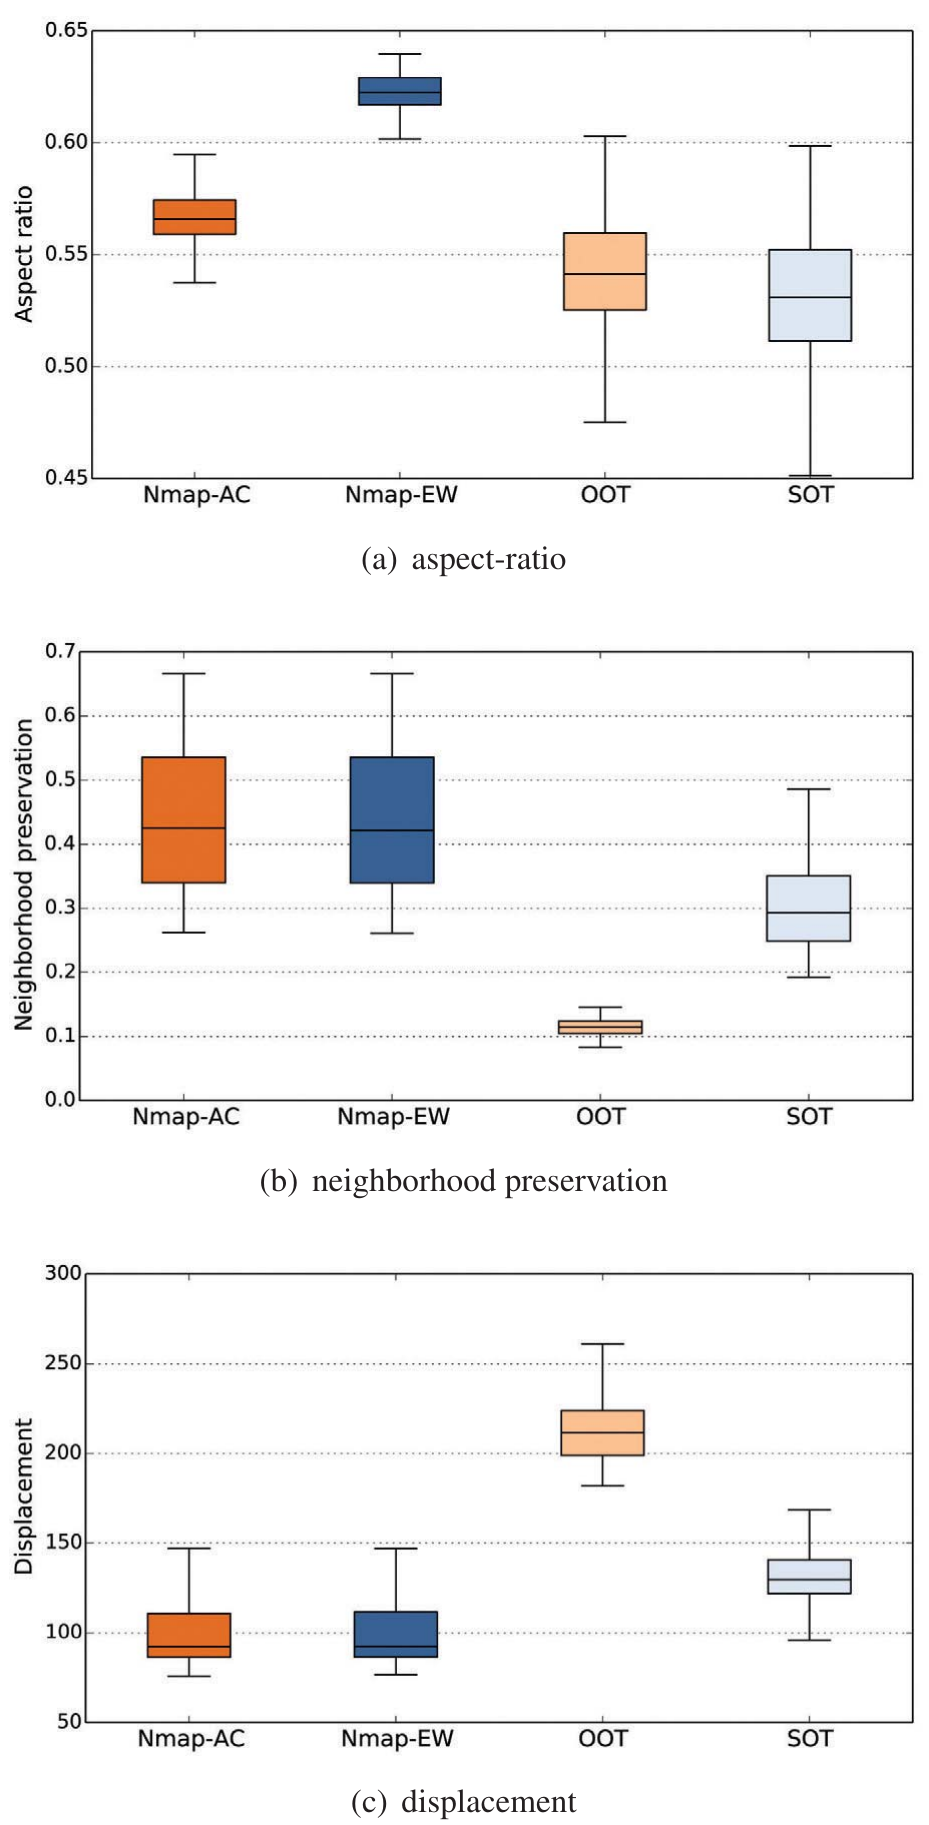 0.65
0.60
0.55
0.50
0.45
Aspect ratio
Nmap-AC Nmap-EW OOT SOT
(a) aspect-ratio
0.7
0.6
0.5
0.4
0.3
0.2
0.1
0.0
Neighborhood preservation
Nmap-AC Nmap-EW OOT SOT
(b) neighborhood preservation
300
250
200
150
100
50
Displacement
Nmap-AC Nmap-EW OOT SOT
(c) displacement